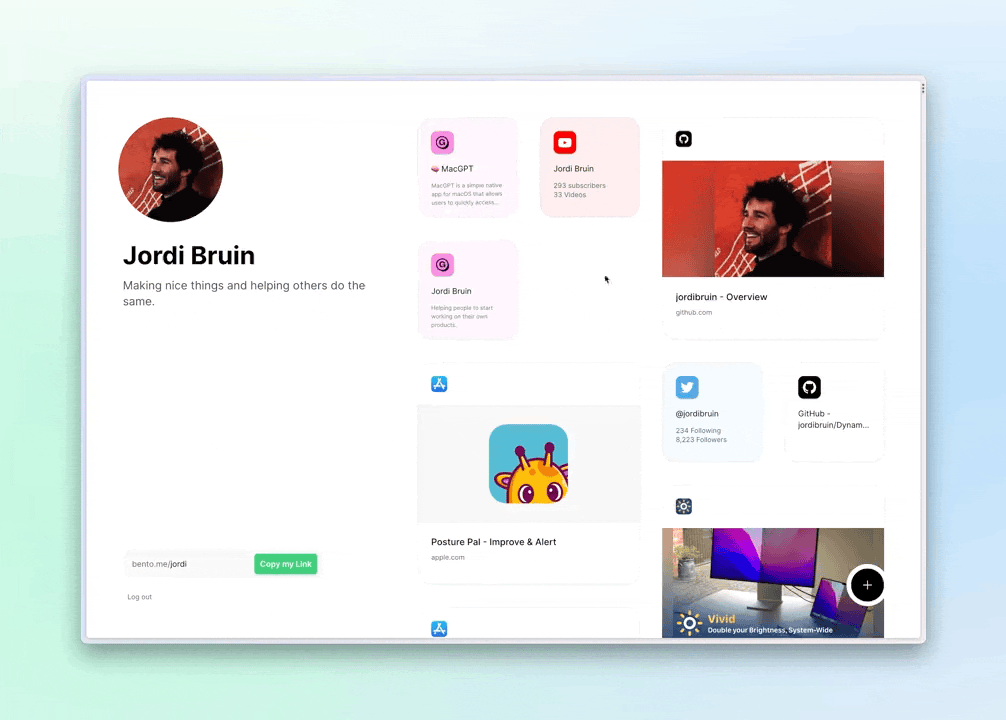 Jordi Bruin
Making nice things and helping others do the
same.
bento.me/jordi
Copy my Link
Log out
MacGPT
MacGPT is a simple native
app for macOS that allows
users to quickly access...
Jordi Bruin
293 subscribers
33 Videos
Jordi Bruin
Helping people to start
working on their own
products.
jordibruin - Overview
github.com
Posture Pal - Improve & Alert
apple.com
@jordibruin
234 Following
8,223 Followers
GitHub -
jordibruin/Dynam...
Vivid
Double your Brightness, System-Wide